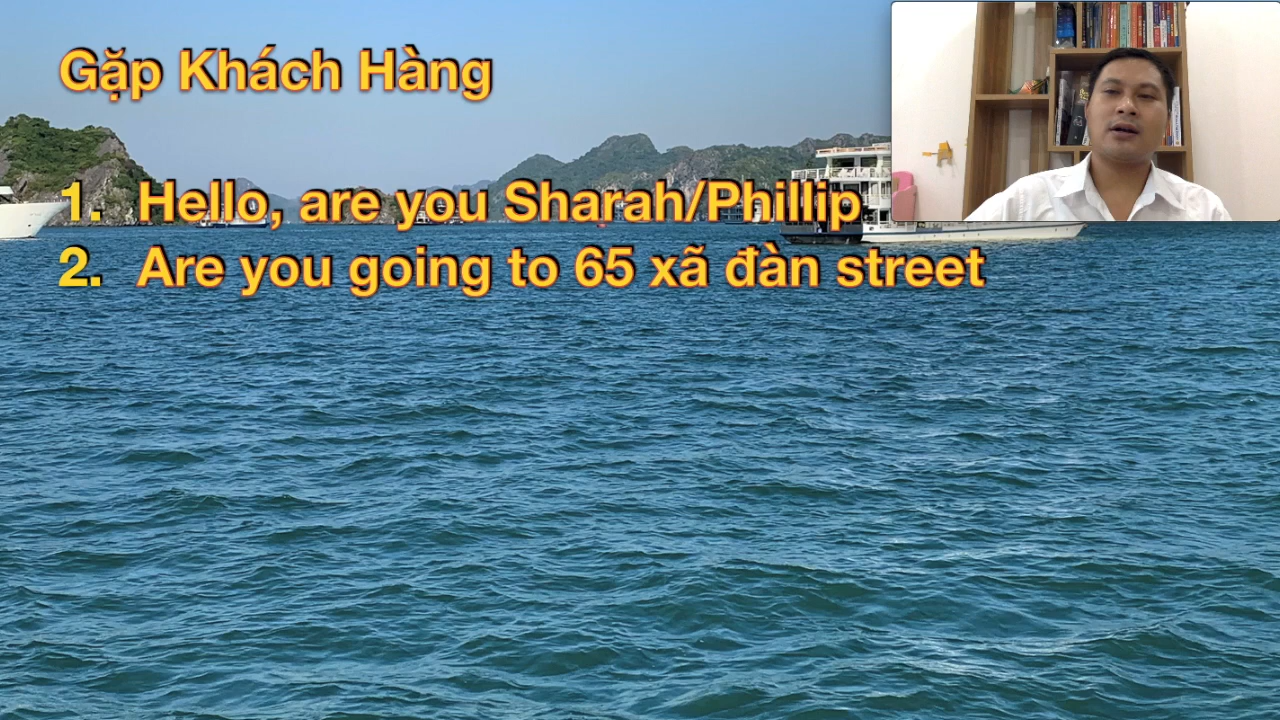 Gặp Khách Hàng
1. Hello, are you Sharah/Phillip
2. Are you going to 65 xã đàn street